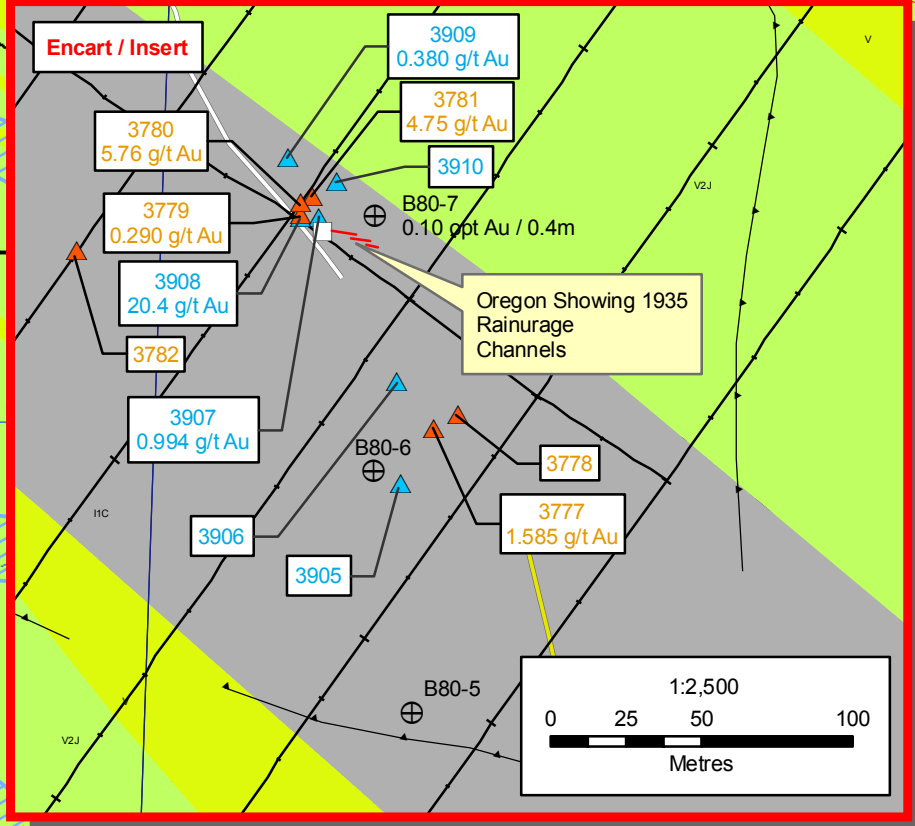 Encart / Insert
3909
0.380 g/t Au
V
3781
4.75 g/t Au
3780
5.76 g/t Au
3910
V2J
B80-7
0.10 opt Au / 0.4m
3779
0.290 g/t Au
3908
20.4 g/t Au
Oregon Showing 1935
Rainurage
Channels
3782
3907
0.994 g/t Au
B80-6
3778
I1C
3777
1.585 g/t Au
3906
3905
B80-5
1:2,500
0 25 50 100
Metres
V
V2J